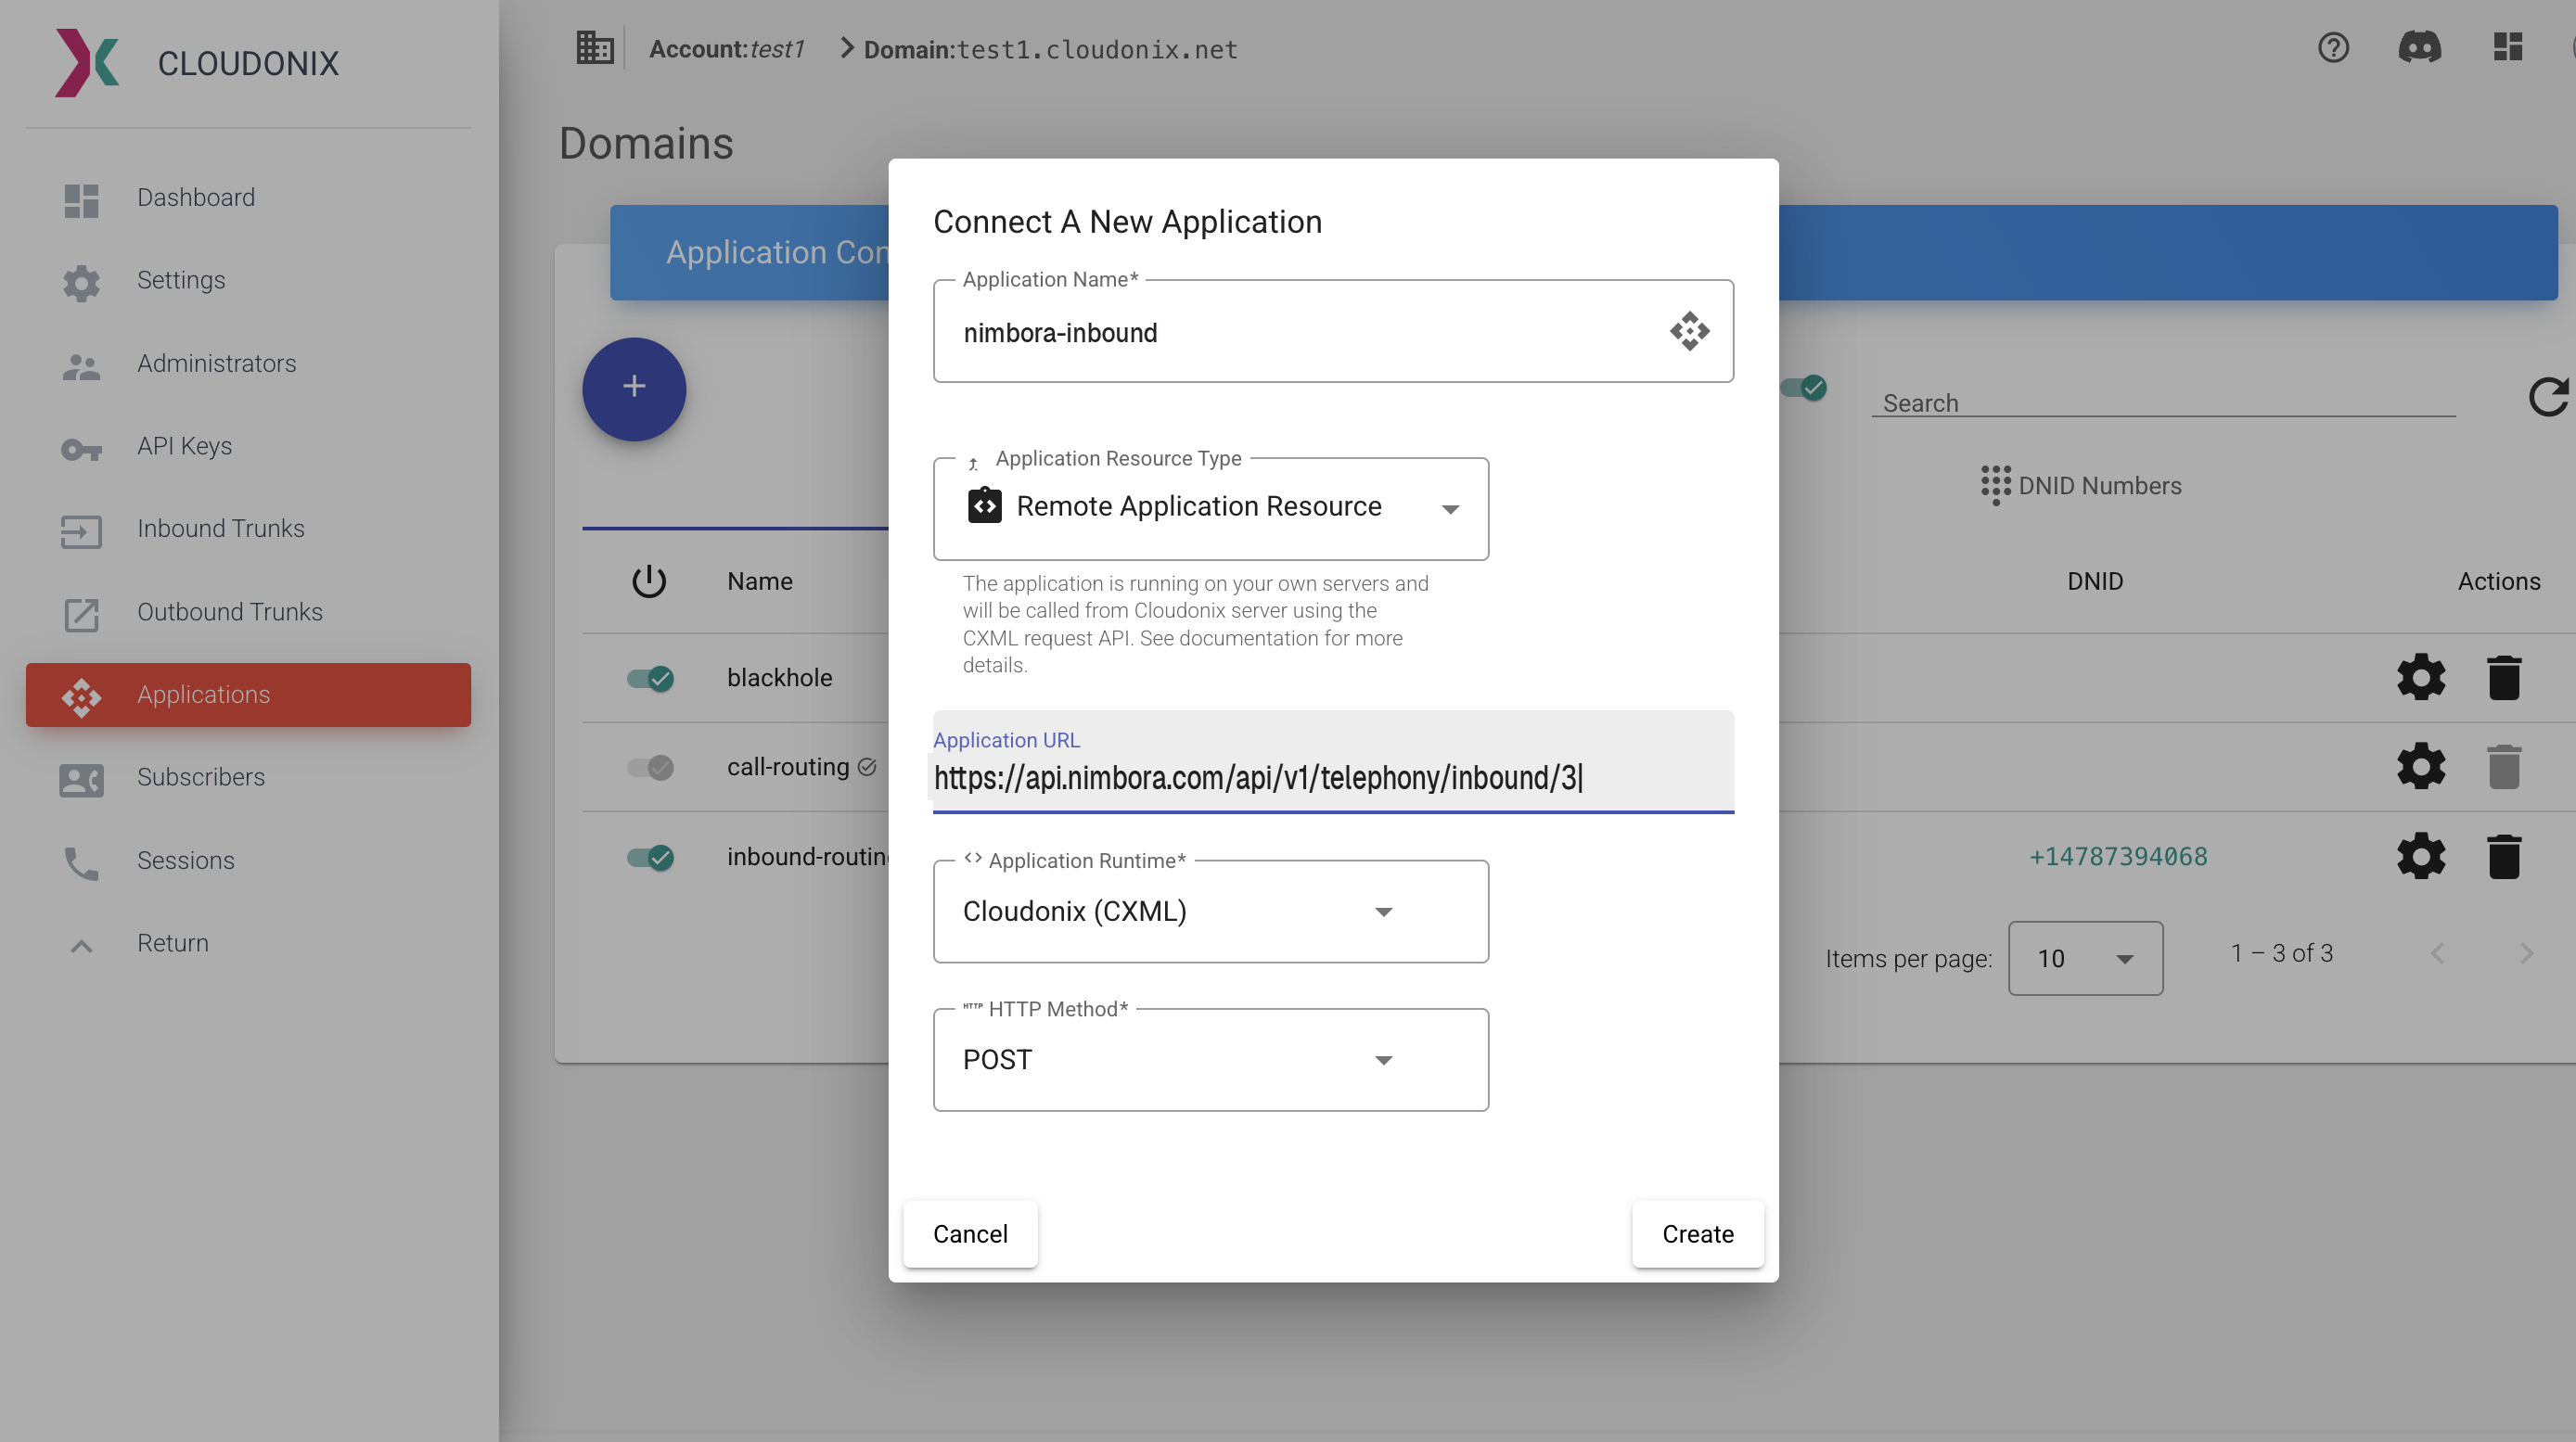 CLOUDONIX
Dashboard
Settings
Administrators
API Keys
Inbound Trunks
Outbound Trunks
Applications
Subscribers
Sessions
Return
Account:test1
Domain:test1.cloudonix.net
Domains
Application Con
Search
DNID Numbers
Name
DNID
Actions
blackhole
call-routing
inbound-routin
+14787394068
Items per page:
10
1 – 3 of 3
Connect A New Application
Application Name*
nimbora-inbound
Application Resource Type
Remote Application Resource
The application is running on your own servers and
will be called from Cloudonix server using the
CXML request API. See documentation for more
details.
Application URL
https://api.nimbora.com/api/v1/telephony/inbound/3
Application Runtime*
Cloudonix (CXML)
HTTP HTTP Method*
POST
Cancel
Create